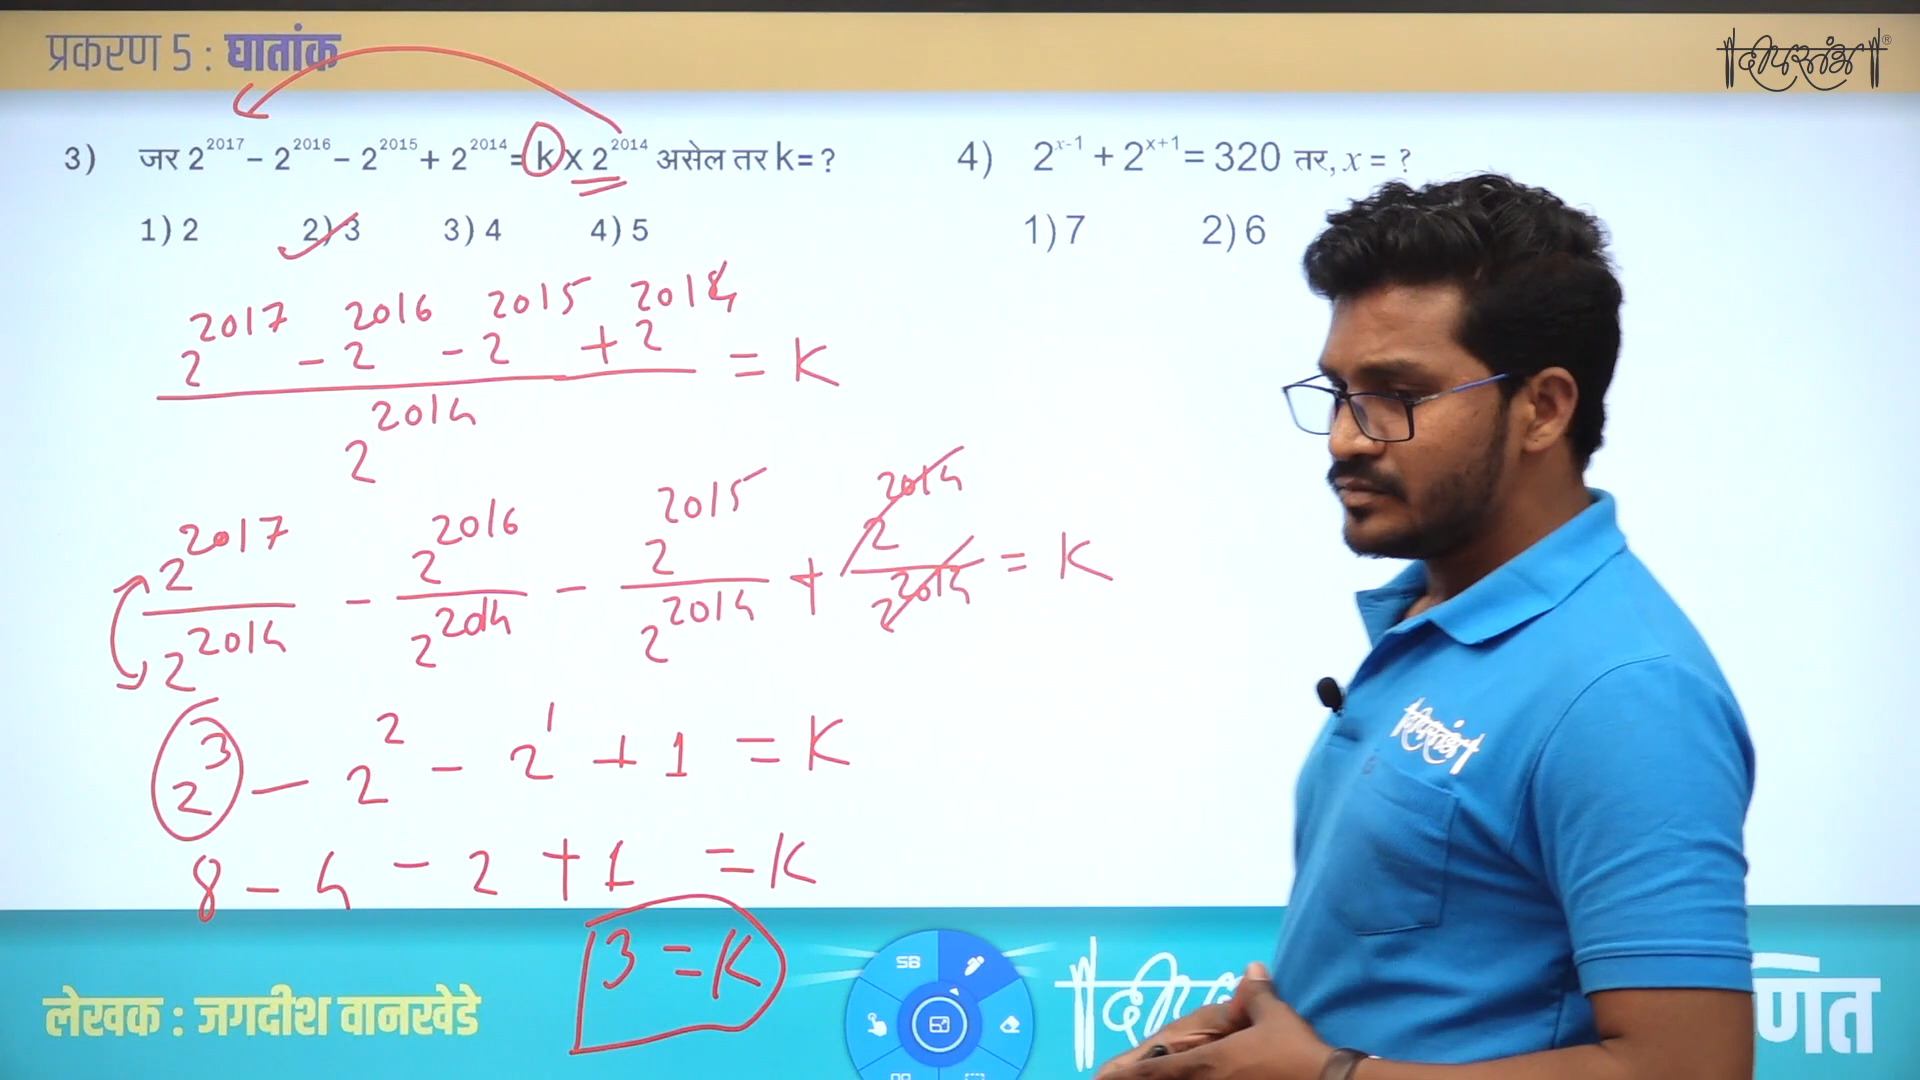 प्रकरण 5 : घातांक
दीपस्तंभ®
3) जर 2^2017 – 2^2016 – 2^2015 + 2^2014 = k x 2^2014 असेल तर k= ?
1) 2 2) 3 3) 4 4) 5
4) 2^x-1 + 2^x+1 = 320 तर, x = ?
1) 7 2) 6
2^2017 - 2^2016 - 2^2015 + 2^2014 = K
2^2014
2^2017 - 2^2016 - 2^2015 + 2^2014 = K
2^2014 2^2014 2^2014 2^2014
2^3 - 2^2 - 2^1 + 1 = K
8 - 4 - 2 + 1 = K
3 = K
दीपस्तंभ
लेखक : जगदीश वानखेडे
SB